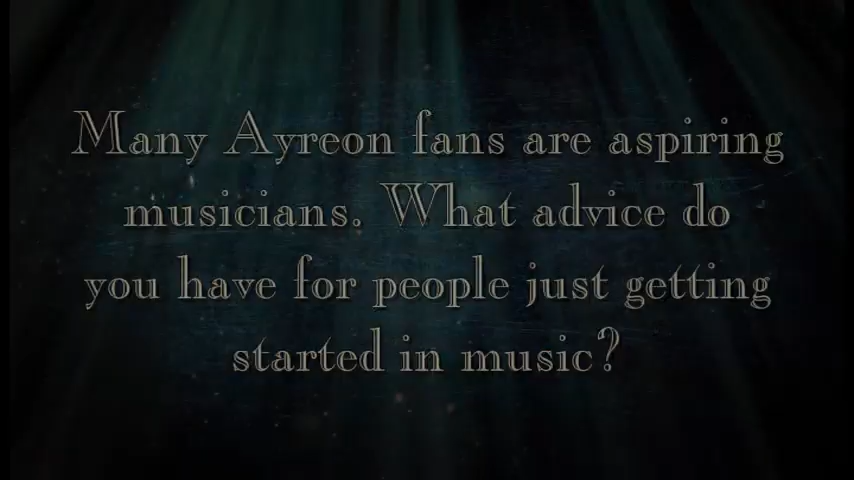 Many Ayreon fans are aspiring
musicians. What advice do
you have for people just getting
started in music?